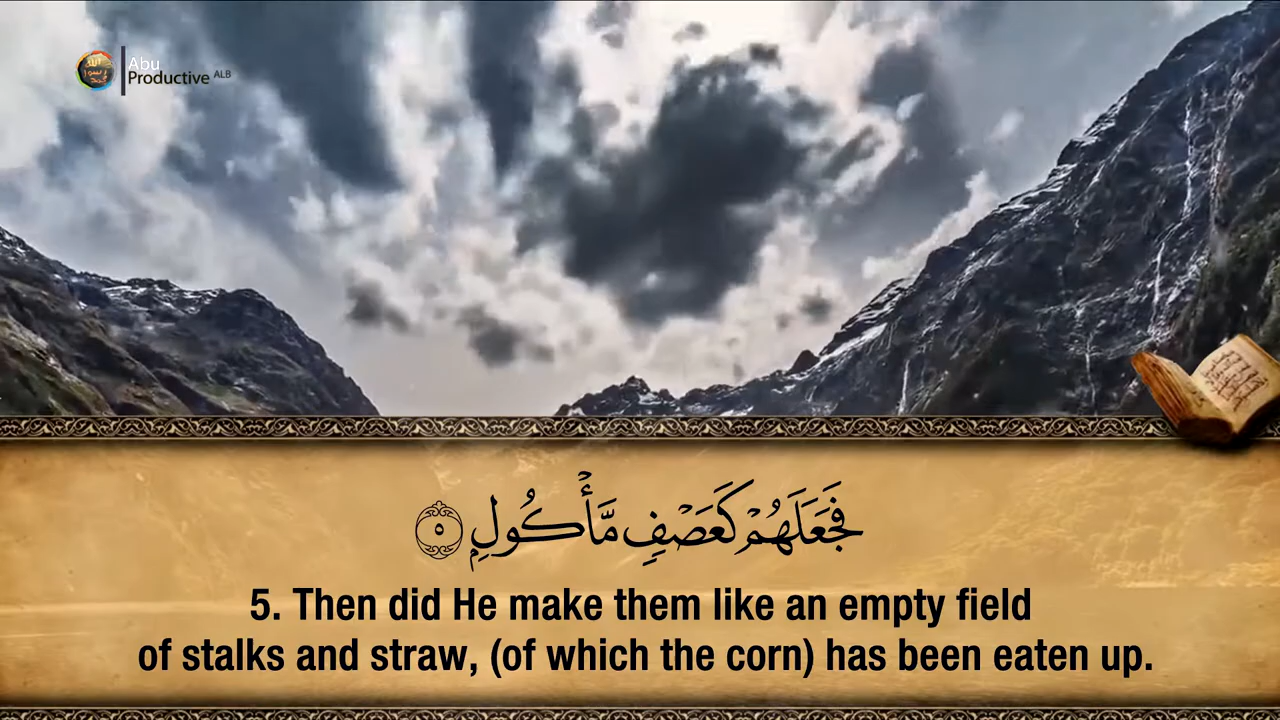 Abu
Productive ALB
فَجَعَلَهُمْ كَعَصْفٍ مَّأْكُولٍۭ ٥
5. Then did He make them like an empty field
of stalks and straw, (of which the corn) has been eaten up.